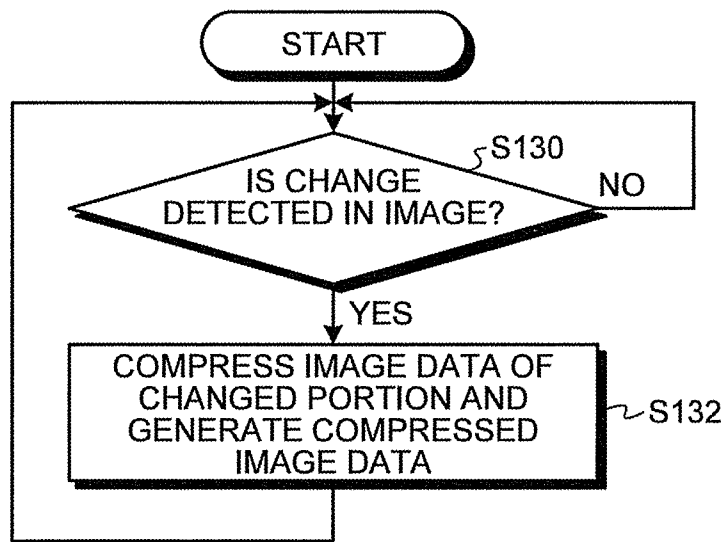 START
S130
IS CHANGE
DETECTED IN IMAGE?
NO
YES
COMPRESS IMAGE DATA OF
CHANGED PORTION AND
GENERATE COMPRESSED
IMAGE DATA
S132